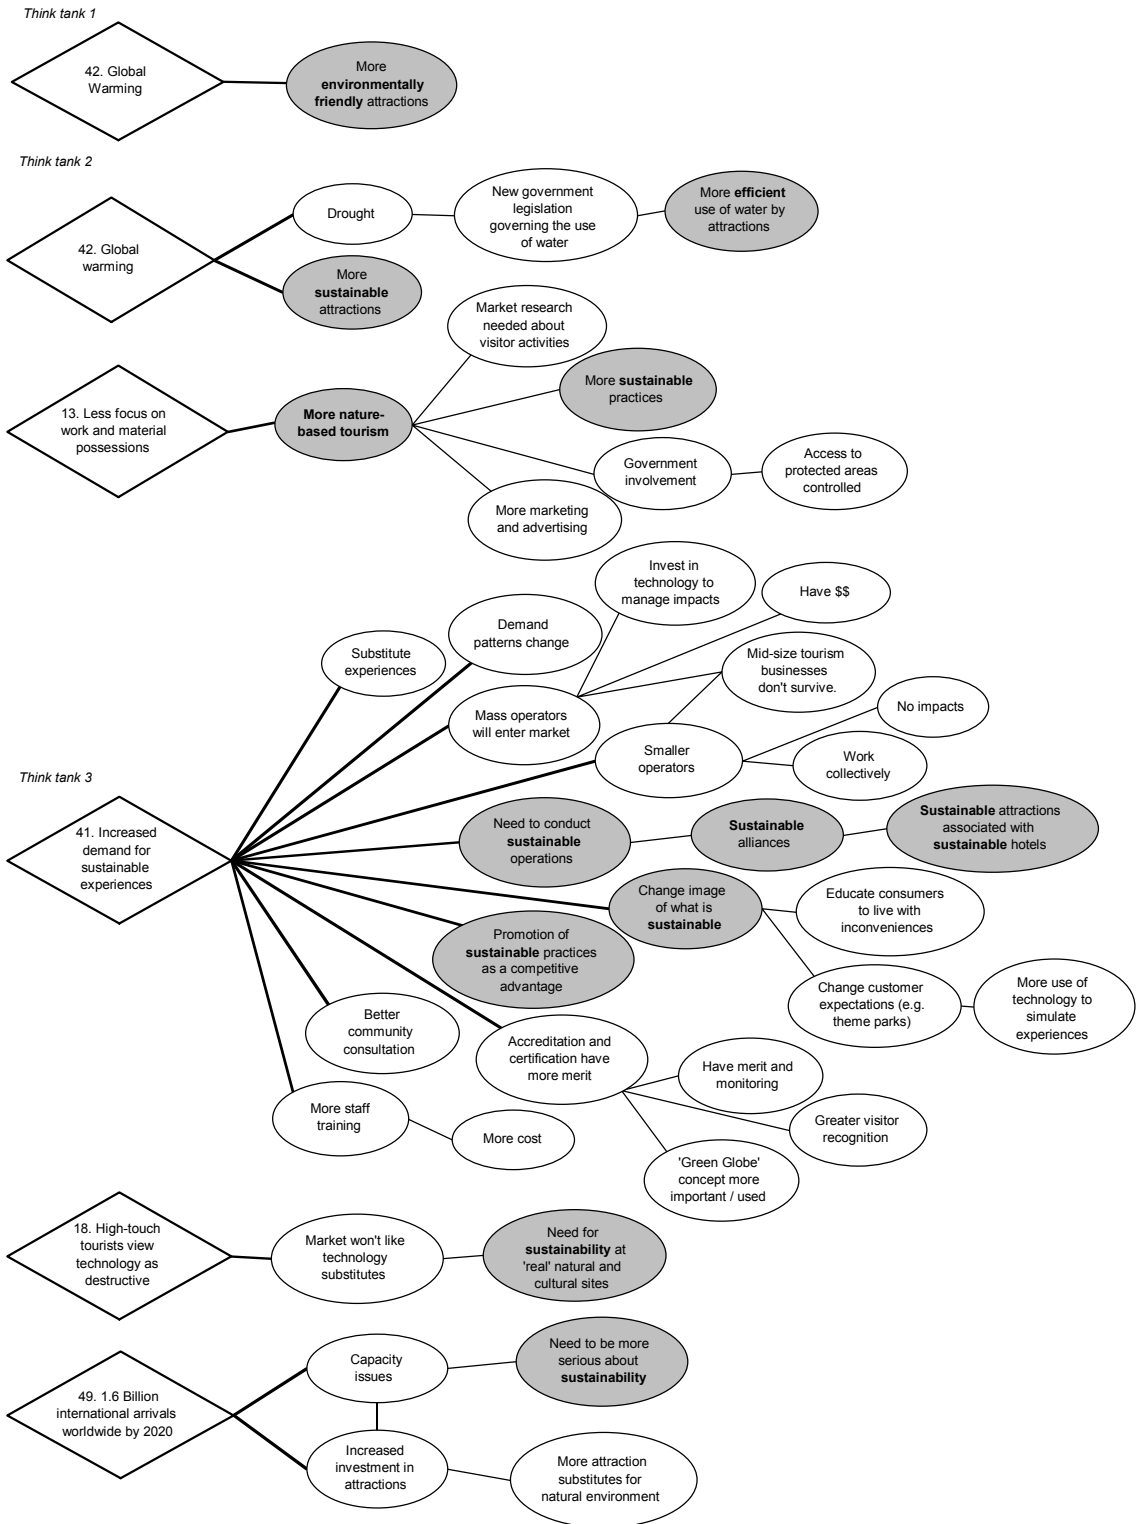 Think tank 1
42. Global
Warming
More
environmentally
friendly attractions
Think tank 2
42. Global
warming
Drought
New government
legislation
governing the use
of water
More efficient
use of water by
attractions
More
sustainable
attractions
13. Less focus on
work and material
possessions
More nature-
based tourism
Market research
needed about
visitor activities
More sustainable
practices
Government
involvement
Access to
protected areas
controlled
More marketing
and advertising
Think tank 3
41. Increased
demand for
sustainable
experiences
Substitute
experiences
Demand
patterns change
Mass operators
will enter market
Invest in
technology to
manage impacts
Have $$
Mid-size tourism
businesses
don't survive.
Smaller
operators
No impacts
Work
collectively
Need to conduct
sustainable
operations
Sustainable
alliances
Sustainable attractions
associated with
sustainable hotels
Change image
of what is
sustainable
Educate consumers
to live with
inconveniences
Change customer
expectations (e.g.
theme parks)
More use of
technology to
simulate
experiences
Promotion of
sustainable practices
as a competitive
advantage
Accreditation and
certification have
more merit
Have merit and
monitoring
Greater visitor
recognition
'Green Globe'
concept more
important / used
Better
community
consultation
More staff
training
More cost
18. High-touch
tourists view
technology as
destructive
Market won't like
technology
substitutes
Need for
sustainability at
'real' natural and
cultural sites
49. 1.6 Billion
international arrivals
worldwide by 2020
Capacity
issues
Need to be more
serious about
sustainability
Increased
investment in
attractions
More attraction
substitutes for
natural environment